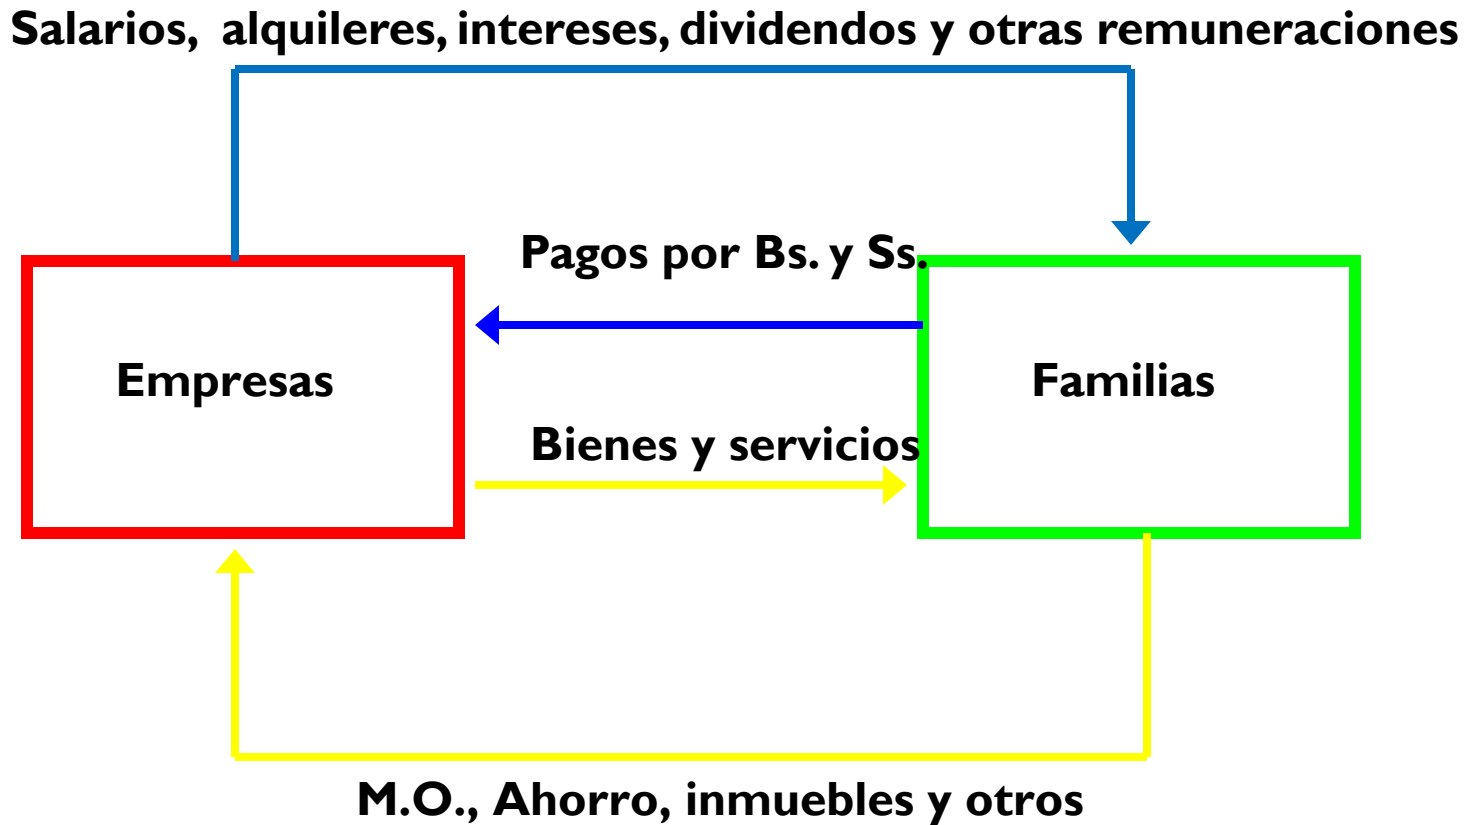 Salarios, alquileres, intereses, dividendos y otras remuneraciones
Pagos por Bs. y Ss.
Empresas
Familias
Bienes y servicios
M.O., Ahorro, inmuebles y otros